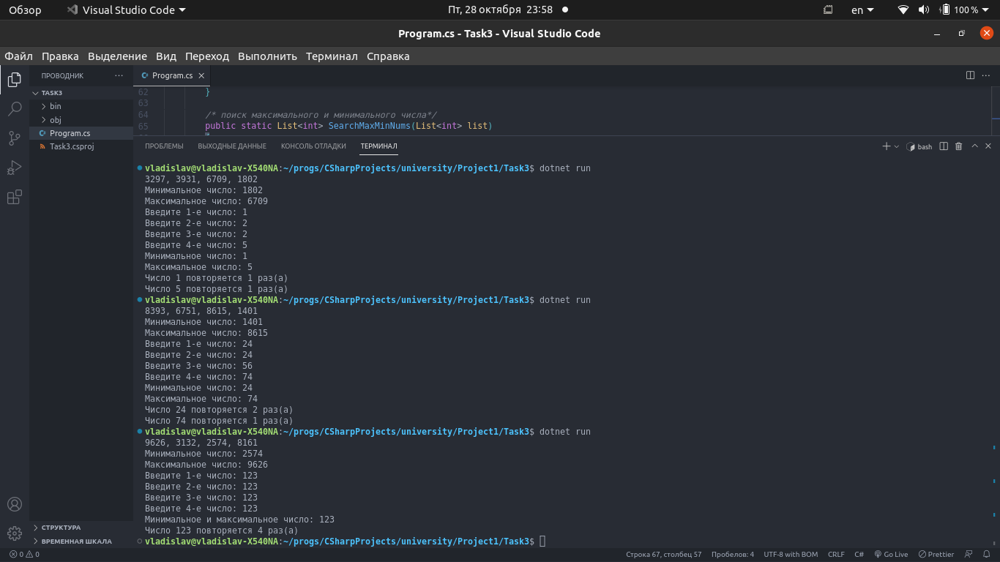 Обзор
Visual Studio Code
Пт, 28 октября 23:58
en
100 %
Program.cs - Task3 - Visual Studio Code
Файл Правка Выделение Вид Переход Выполнить Терминал Справка
ПРОВОДНИК
TASK3
bin
obj
Program.cs
Task3.csproj
СТРУКТУРА
ВРЕМЕННАЯ ШКАЛА
Program.cs
62 }
63
64 /* поиск максимального и минимального числа*/
65 public static List<int> SearchMaxMinNums(List<int> list)
ПРОБЛЕМЫ ВЫХОДНЫЕ ДАННЫЕ КОНСОЛЬ ОТЛАДКИ ТЕРМИНАЛ
bash
vladislav@vladislav-X540NA:~/progs/CSharpProjects/university/Project1/Task3$ dotnet run
3297, 3931, 6709, 1802
Минимальное число: 1802
Максимальное число: 6709
Введите 1-е число: 1
Введите 2-е число: 2
Введите 3-е число: 2
Введите 4-е число: 5
Минимальное число: 1
Максимальное число: 5
Число 1 повторяется 1 раз(а)
Число 5 повторяется 1 раз(а)
vladislav@vladislav-X540NA:~/progs/CSharpProjects/university/Project1/Task3$ dotnet run
8393, 6751, 8615, 1401
Минимальное число: 1401
Максимальное число: 8615
Введите 1-е число: 24
Введите 2-е число: 24
Введите 3-е число: 56
Введите 4-е число: 74
Минимальное число: 24
Максимальное число: 74
Число 24 повторяется 2 раз(а)
Число 74 повторяется 1 раз(а)
vladislav@vladislav-X540NA:~/progs/CSharpProjects/university/Project1/Task3$ dotnet run
9626, 3132, 2574, 8161
Минимальное число: 2574
Максимальное число: 9626
Введите 1-е число: 123
Введите 2-е число: 123
Введите 3-е число: 123
Введите 4-е число: 123
Минимальное и максимальное число: 123
Число 123 повторяется 4 раз(а)
vladislav@vladislav-X540NA:~/progs/CSharpProjects/university/Project1/Task3$
0 0
Строка 67, столбец 57 Пробелов: 4 UTF-8 with BOM CRLF C# Go Live Prettier